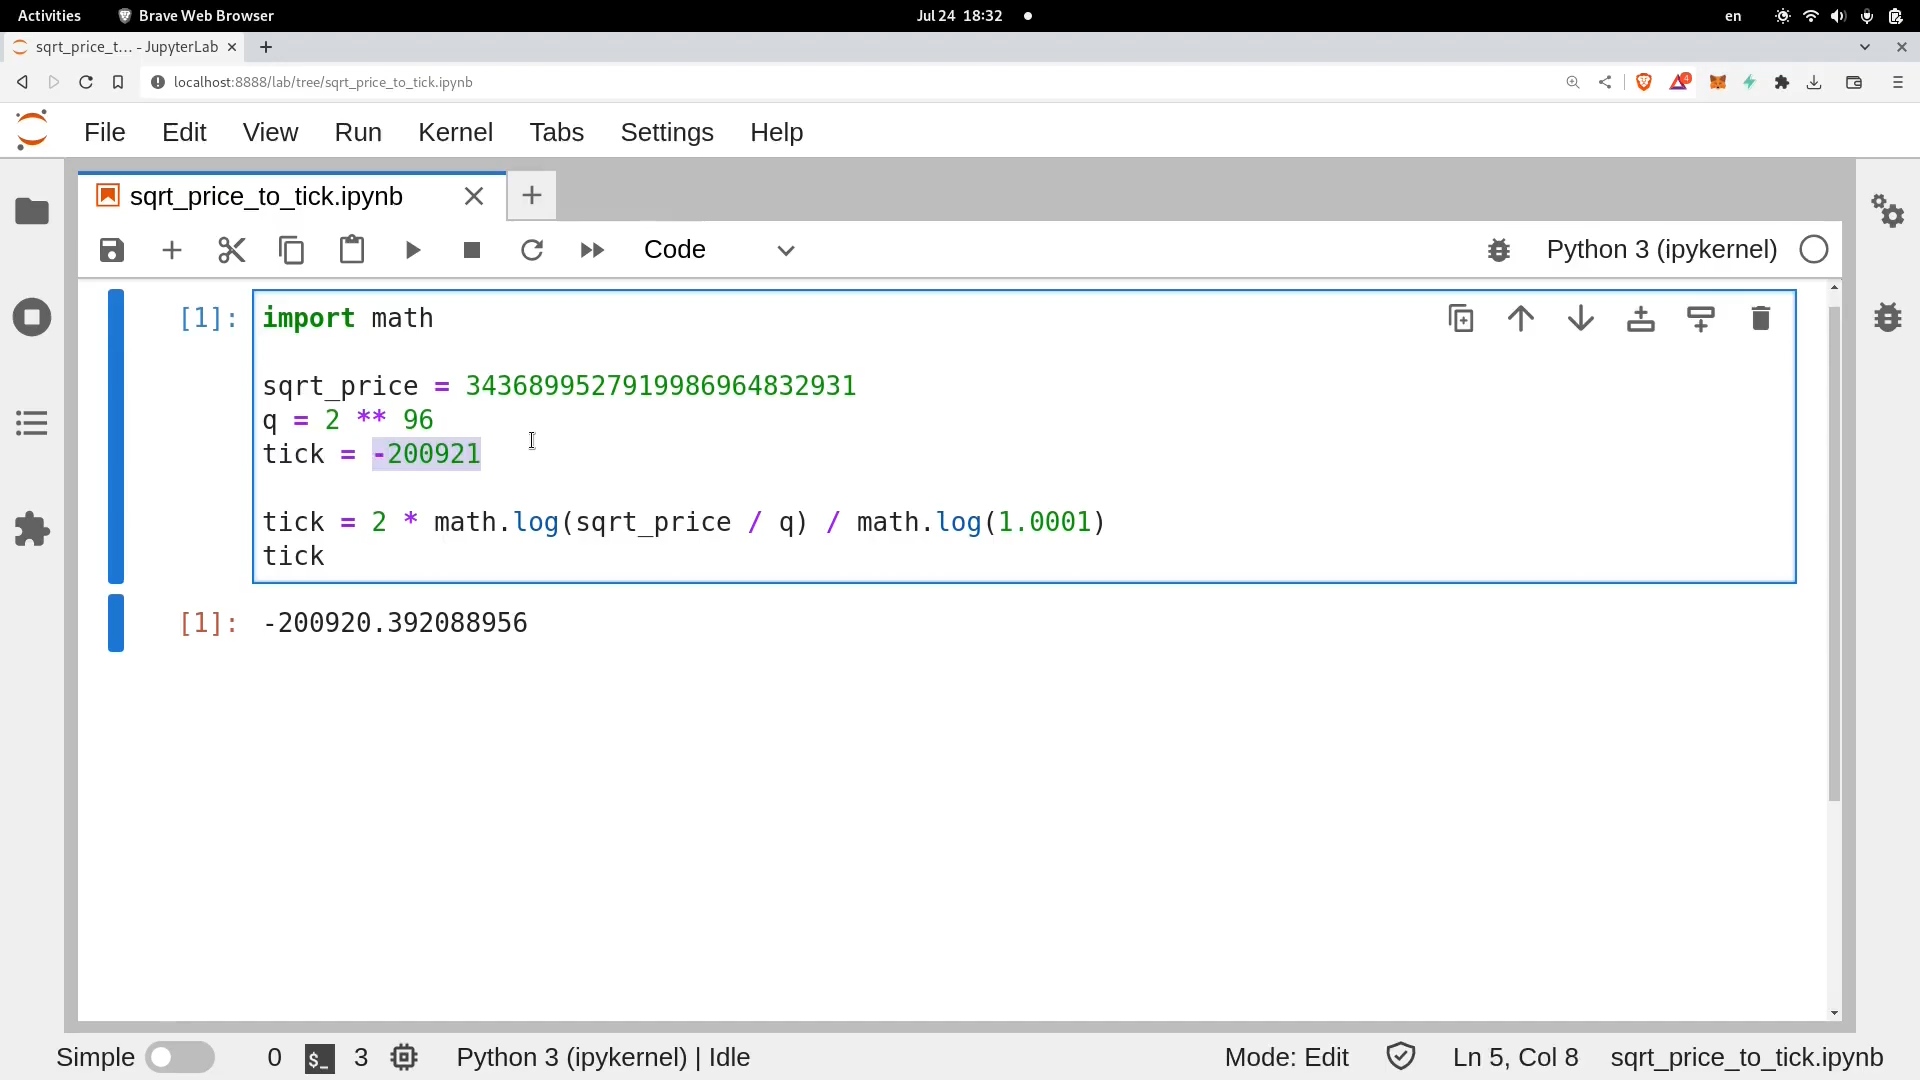 Activities Brave Web Browser Jul 24 18:32 en
sqrt_price_t... - JupyterLab
localhost:8888/lab/tree/sqrt_price_to_tick.ipynb 4
File Edit View Run Kernel Tabs Settings Help
sqrt_price_to_tick.ipynb
Code Python 3 (ipykernel)
[1]: import math
sqrt_price = 3436899527919986964832931
q = 2 ** 96
tick = -200921
tick = 2 * math.log(sqrt_price / q) / math.log(1.0001)
tick
[1]: -200920.392088956
Simple 0 $_ 3 Python 3 (ipykernel) | Idle Mode: Edit Ln 5, Col 8 sqrt_price_to_tick.ipynb